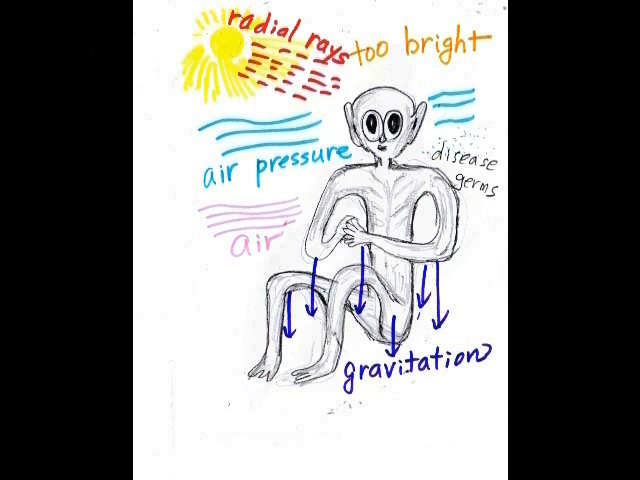 radial rays
too bright
air pressure
disease
germs
air
gravitation